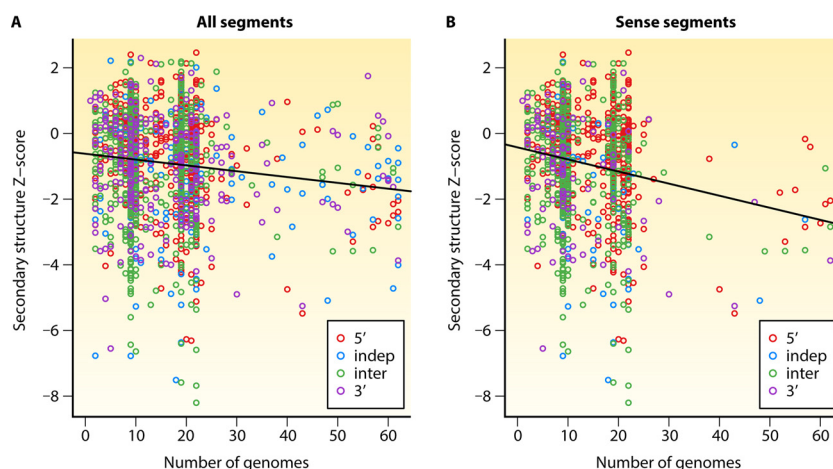 A
All segments
Secondary structure Z−score
2
0
−2
−4
−6
−8
0 10 20 30 40 50 60
Number of genomes
5′
indep
inter
3′
B
Sense segments
Secondary structure Z−score
2
0
−2
−4
−6
−8
0 10 20 30 40 50 60
Number of genomes
5′
indep
inter
3′